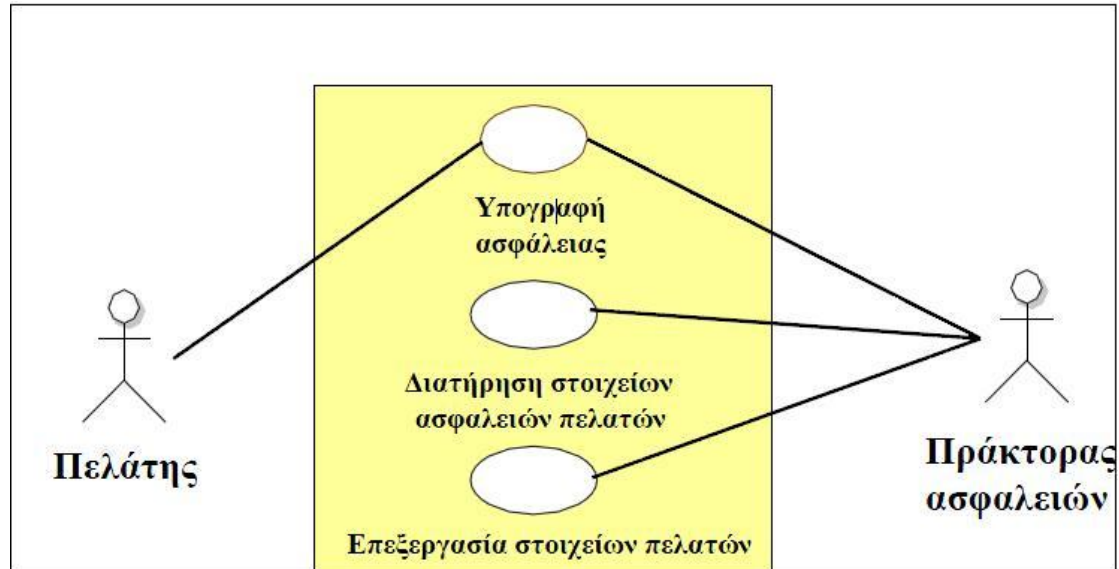 Υπογραφή
ασφάλειας
Διατήρηση στοιχείων
ασφαλειών πελατών
Πελάτης
Πράκτορας
ασφαλειών
Επεξεργασία στοιχείων πελατών